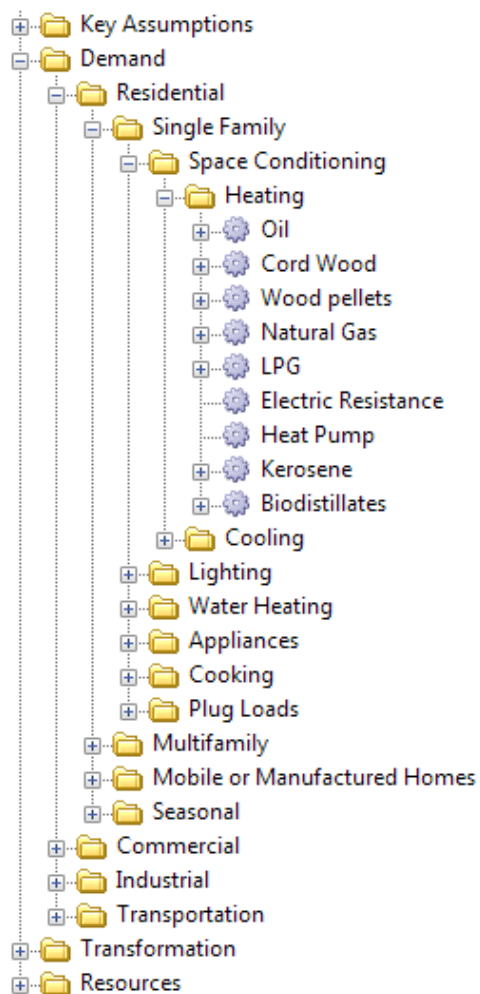 Key Assumptions
Demand
Residential
Single Family
Space Conditioning
Heating
Oil
Cord Wood
Wood pellets
Natural Gas
LPG
Electric Resistance
Heat Pump
Kerosene
Biodistillates
Cooling
Lighting
Water Heating
Appliances
Cooking
Plug Loads
Multifamily
Mobile or Manufactured Homes
Seasonal
Commercial
Industrial
Transportation
Transformation
Resources